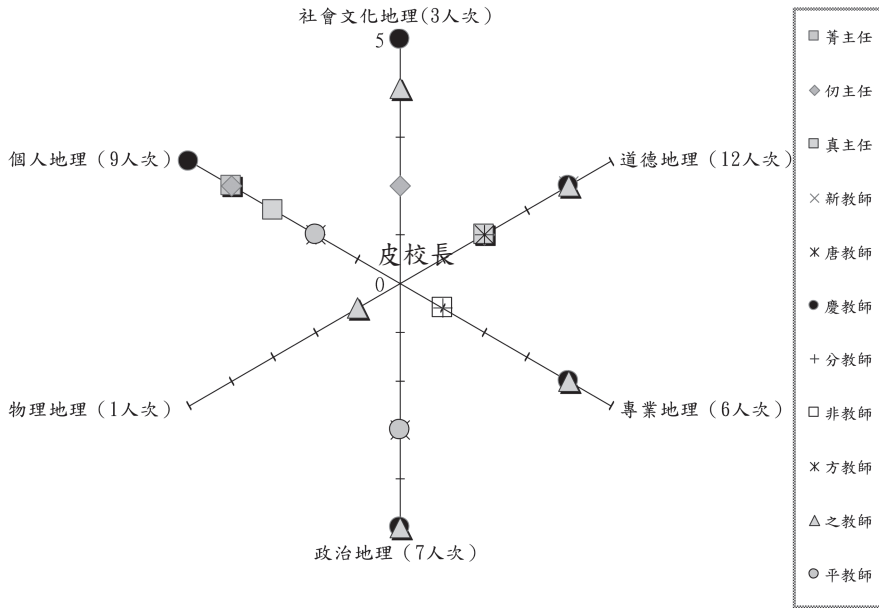 社會文化地理(3人次)
5
個人地理（9人次）
道德地理（12人次）
皮校長
0
物理地理（1人次）
專業地理（6人次）
政治地理（7人次）
菁主任
仞主任
真主任
新教師
唐教師
慶教師
分教師
非教師
方教師
之教師
平教師